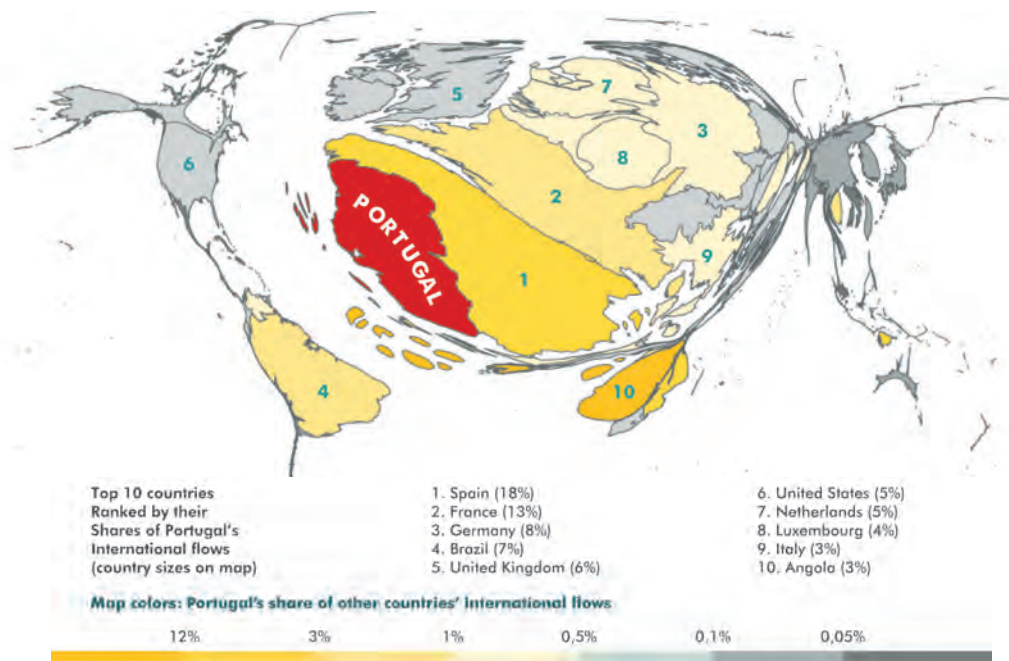 5
7
3
6
8
PORTUGAL
2
1
9
4
10
Top 10 countries
Ranked by their
Shares of Portugal's
International flows
(country sizes on map)
1. Spain (18%)
2. France (13%)
3. Germany (8%)
4. Brazil (7%)
5. United Kingdom (6%)
6. United States (5%)
7. Netherlands (5%)
8. Luxembourg (4%)
9. Italy (3%)
10. Angola (3%)
Map colors: Portugal's share of other countries' International flows
12% 3% 1% 0,5% 0,1% 0,05%